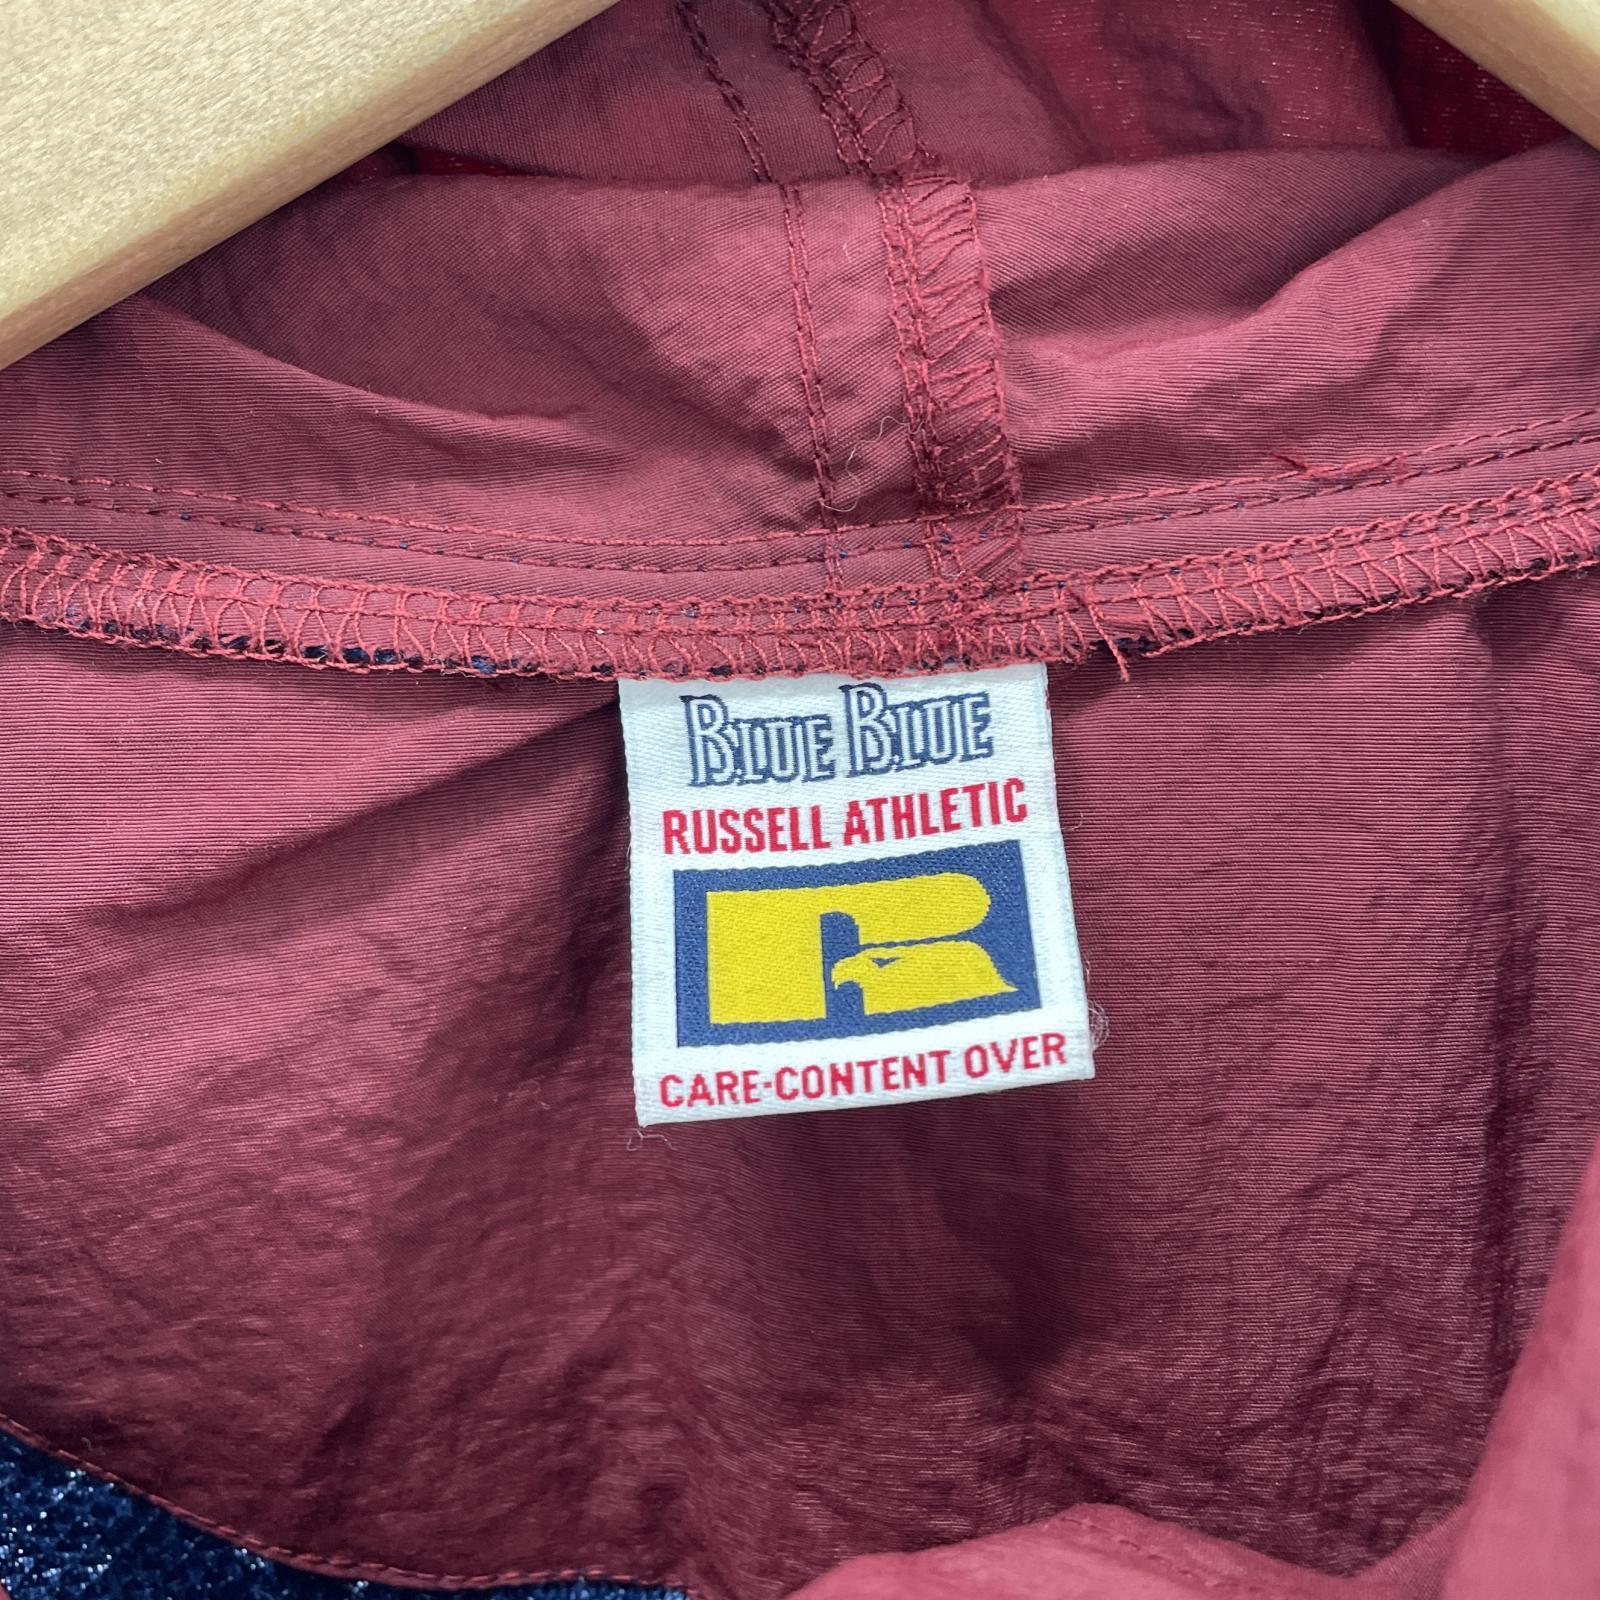 BLUE BLUE
RUSSELL ATHLETIC
R
CARE-CONTENT OVER